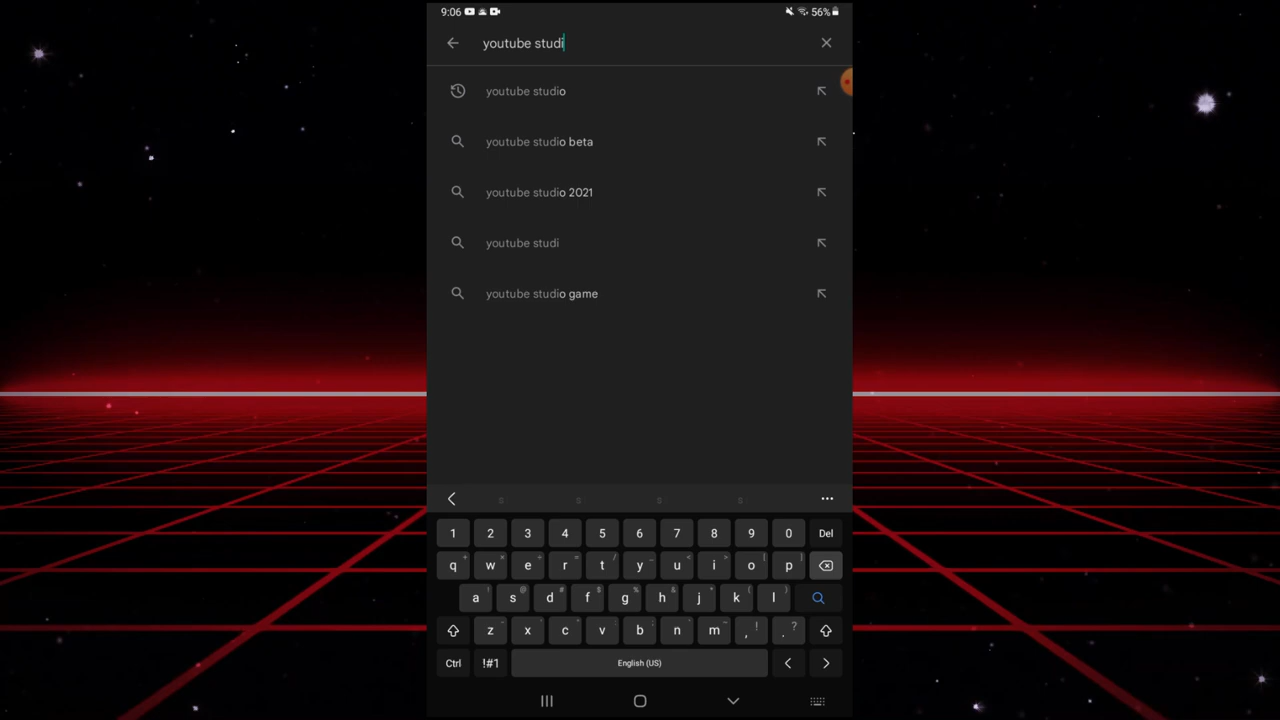 9:06 56%
youtube studi
youtube studio
youtube studio beta
youtube studio 2021
youtube studi
youtube studio game
s s s s
1 2 3 4 5 6 7 8 9 0 Del
q w e r t y u i o p
a s d f g h j k l
z x c v b n m , ! . ?
Ctrl !#1 English (US) < >